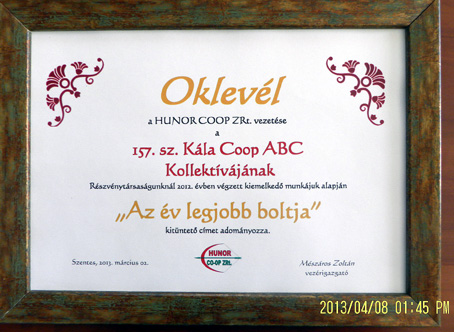 Oklevél
a HUNOR COOP ZRt. vezetése
a
157. sz. Kála Coop ABC
Kollektívájának
Részvénytársaságunknál 2012. évben végzett kiemelkedő munkájuk alapján
„Az év legjobb boltja”
kitüntető címet adományozza.
Szentes, 2013. március 02.
HUNOR
CO-OP ZRt.
Mészáros Zoltán
vezérigazgató
2013/04/08 01:45 PM